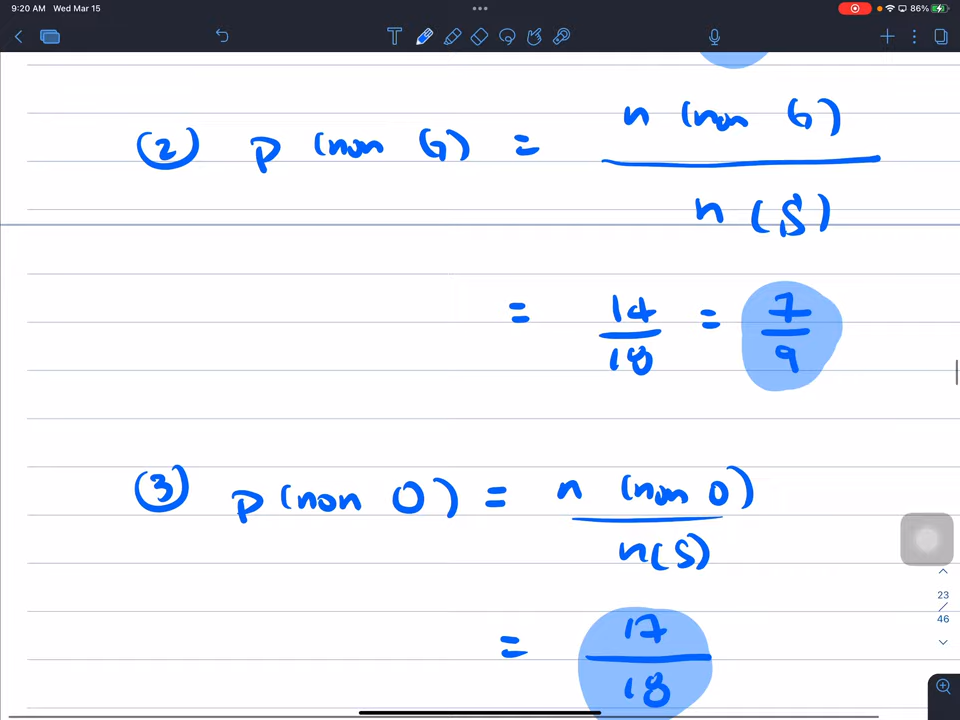 9:20 AM Wed Mar 15
86%
(2) P (non G) = n (non G) / n (S)
= 14/18 = 7/9
(3) P (non O) = n (non O) / n(S)
= 17/18
23
/
46